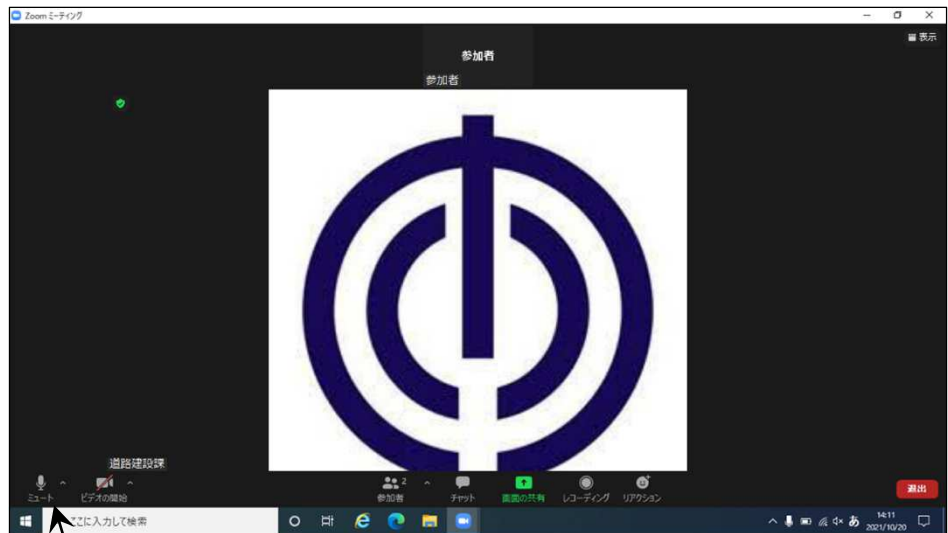 Zoom ミーティング
表示
参加者
参加者
道路建設課
ミュート
ビデオの開始
2
参加者
チャット
画面の共有
レコーディング
リアクション
退出
ここに入力して検索
あ
14:11
2021/10/20